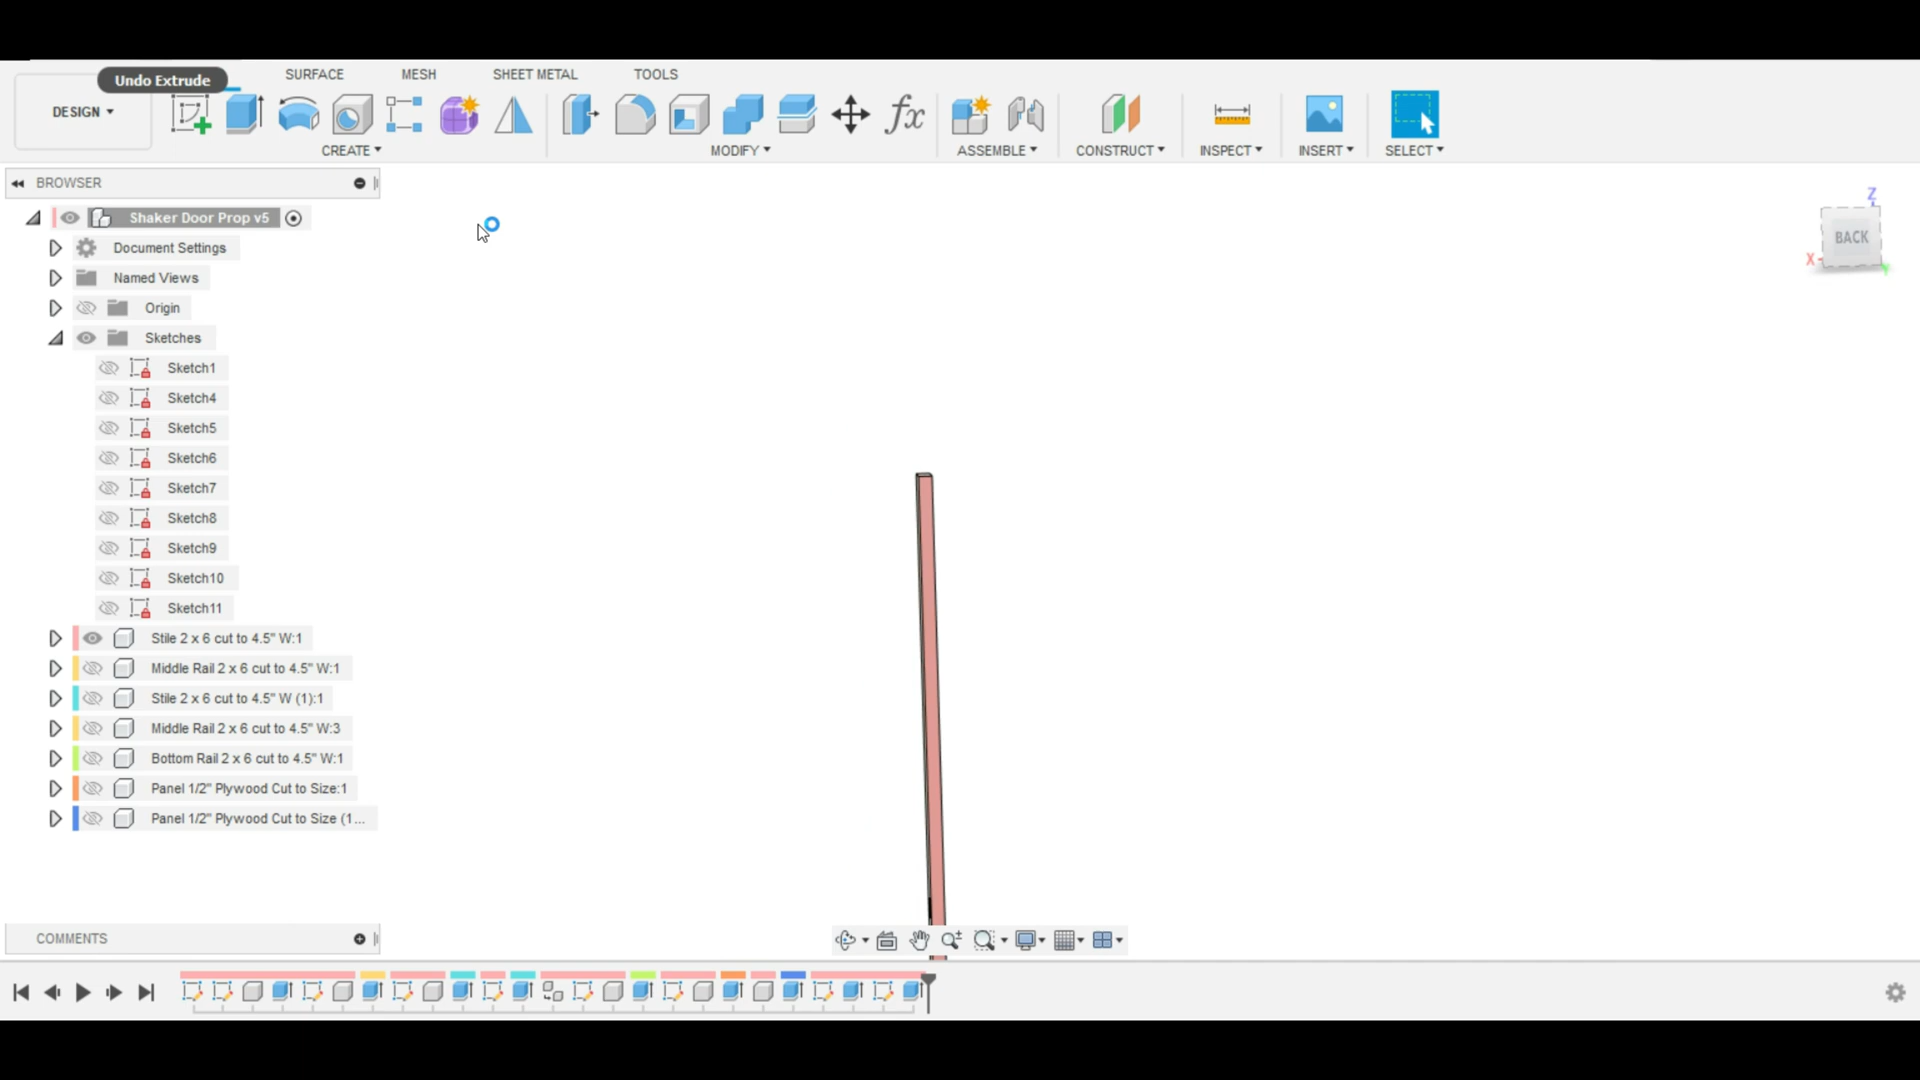 Undo Extrude
SURFACE
MESH
SHEET METAL
TOOLS
DESIGN
fx
CREATE
MODIFY
ASSEMBLE
CONSTRUCT
INSPECT
INSERT
SELECT
BROWSER
Shaker Door Prop v5
Document Settings
Named Views
Origin
Sketches
Sketch1
Sketch4
Sketch5
Sketch6
Sketch7
Sketch8
Sketch9
Sketch10
Sketch11
Stile 2 x 6 cut to 4.5" W:1
Middle Rail 2 x 6 cut to 4.5" W:1
Stile 2 x 6 cut to 4.5" W (1):1
Middle Rail 2 x 6 cut to 4.5" W:3
Bottom Rail 2 x 6 cut to 4.5" W:1
Panel 1/2" Plywood Cut to Size:1
Panel 1/2" Plywood Cut to Size (1...
Z
BACK
X
COMMENTS